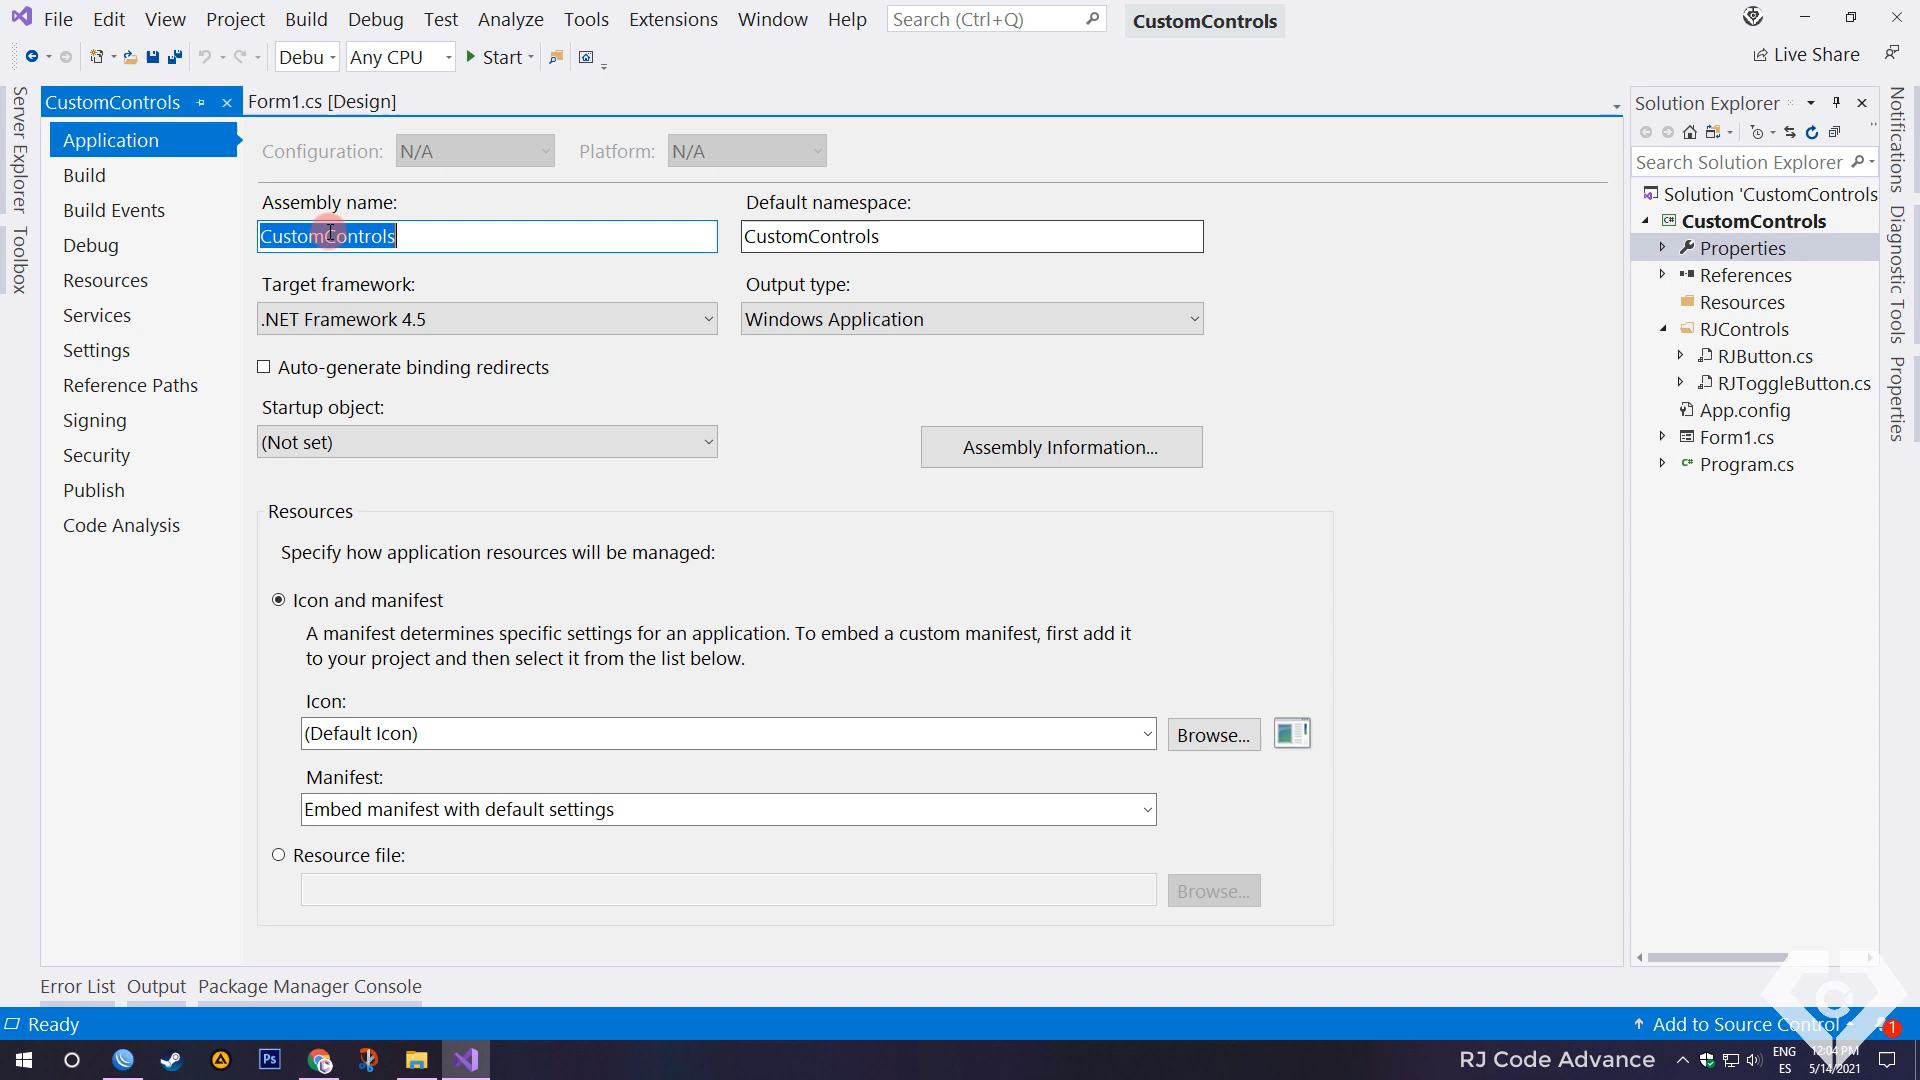 File Edit View Project Build Debug Test Analyze Tools Extensions Window Help Search (Ctrl+Q) CustomControls
Debu Any CPU Start Live Share
Server Explorer
Toolbox
CustomControls Form1.cs [Design]
Application
Build
Build Events
Debug
Resources
Services
Settings
Reference Paths
Signing
Security
Publish
Code Analysis
Configuration: N/A Platform: N/A
Assembly name: Default namespace:
CustomControls CustomControls
Target framework: Output type:
.NET Framework 4.5 Windows Application
Auto-generate binding redirects
Startup object:
(Not set) Assembly Information...
Resources
Specify how application resources will be managed:
Icon and manifest
A manifest determines specific settings for an application. To embed a custom manifest, first add it
to your project and then select it from the list below.
Icon:
(Default Icon) Browse...
Manifest:
Embed manifest with default settings
Resource file:
Browse...
Solution Explorer
Search Solution Explorer
Solution 'CustomControls
CustomControls
Properties
References
Resources
RJControls
RJButton.cs
RJToggleButton.cs
App.config
Form1.cs
Program.cs
Notifications
Diagnostic Tools
Properties
Error List Output Package Manager Console
Ready Add to Source Control 1
Ps RJ Code Advance ENG
ES
12:04 PM
5/14/2021